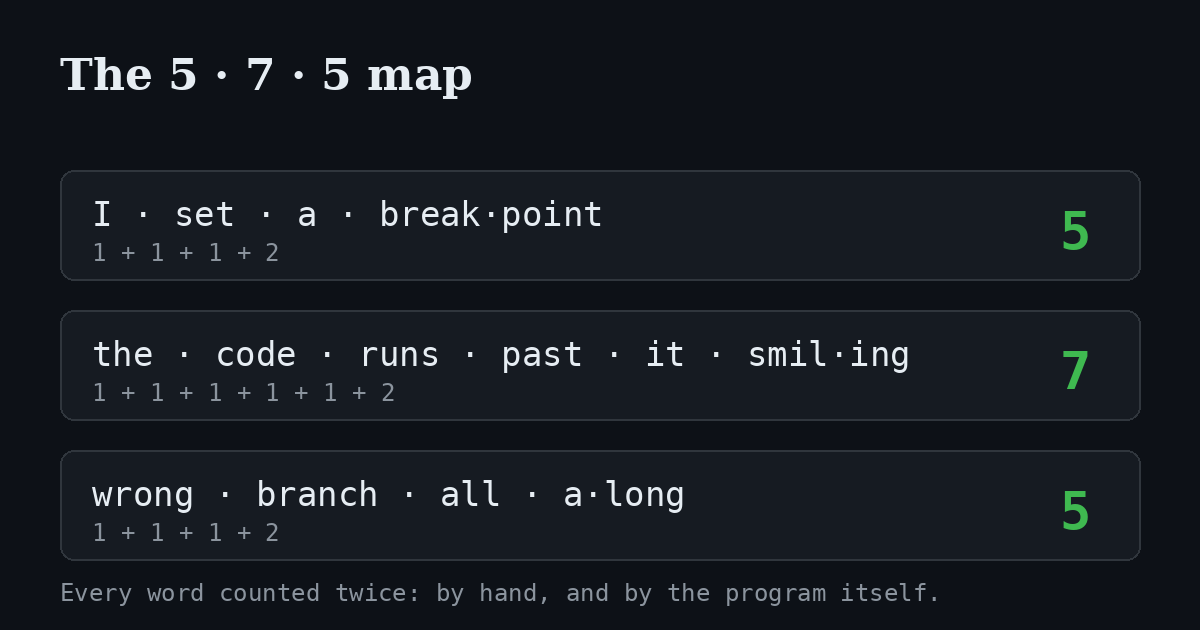 The 5 · 7 · 5 map
I · set · a · break·point
1 + 1 + 1 + 2
5
the · code · runs · past · it · smil·ing
1 + 1 + 1 + 1 + 1 + 2
7
wrong · branch · all · a·long
1 + 1 + 1 + 2
5
Every word counted twice: by hand, and by the program itself.